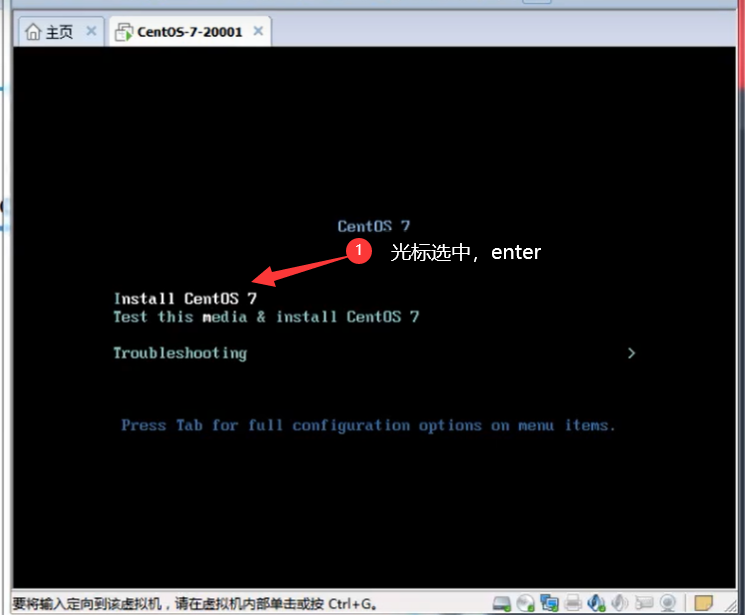 主页
CentOS-7-20001
CentOS 7
1 光标选中，enter
Install CentOS 7
Test this media & install CentOS 7
Troubleshooting >
Press Tab for full configuration options on menu items.
要将输入定向到该虚拟机，请在虚拟机内部单击或按 Ctrl+G。